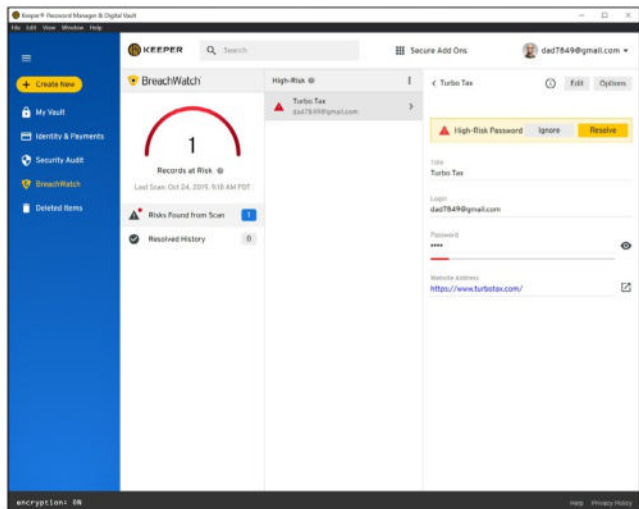 Keeper® Password Manager & Digital Vault
File Edit View Window Help
KEEPER
Search
Secure Add Ons
dad7849@gmail.com
+ Create New
My Vault
Identity & Payments
Security Audit
BreachWatch
Deleted Items
BreachWatch
1
Records at Risk
Last Scan: Oct 24, 2019, 9:18 AM PDT
Risks Found from Scan 1
Resolved History 0
High-Risk
Turbo Tax
dad7849@gmail.com
Turbo Tax
Edit
Options
High-Risk Password Ignore Resolve
Title
Turbo Tax
Login
dad7849@gmail.com
Password
••••
Website Address
https://www.turbotax.com/
encryption: ON
Help Privacy Policy